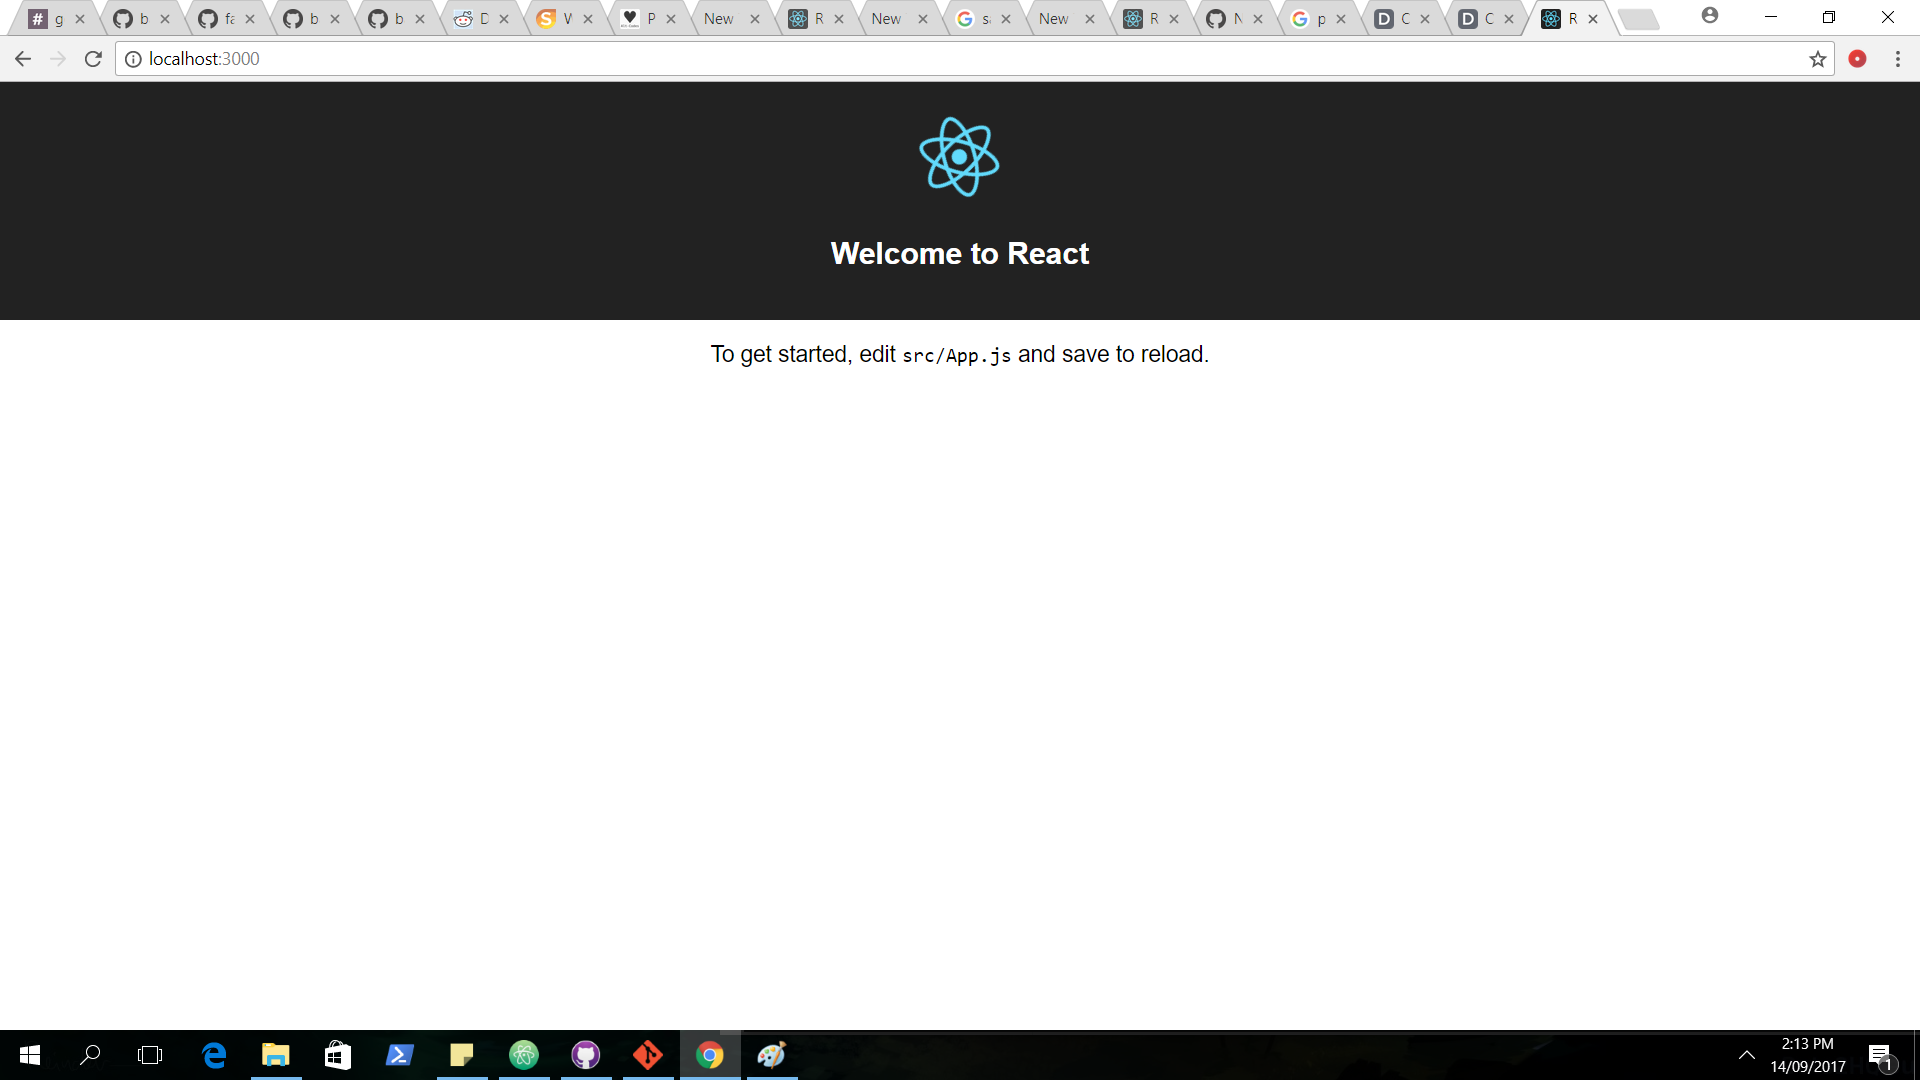 g
b
fa
b
b
D
V
P
New
R
New
s
New
R
N
p
C
C
R
localhost:3000
Welcome to React
To get started, edit src/App.js and save to reload.
2:13 PM
14/09/2017
1